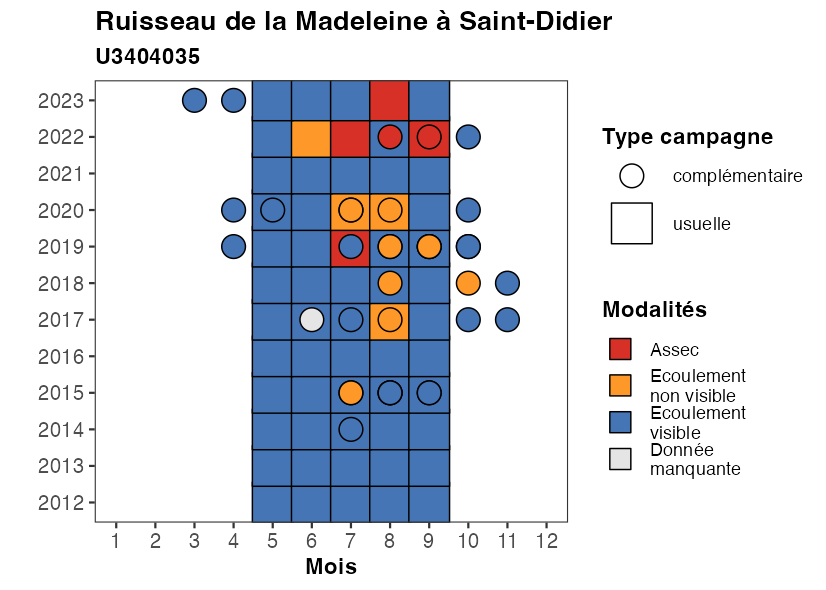 Ruisseau de la Madeleine à Saint-Didier
U3404035
2023
2022
2021
2020
2019
2018
2017
2016
2015
2014
2013
2012
1 2 3 4 5 6 7 8 9 10 11 12
Mois
Type campagne
complémentaire
usuelle
Modalités
Assec
Ecoulement
non visible
Ecoulement
visible
Donnée
manquante